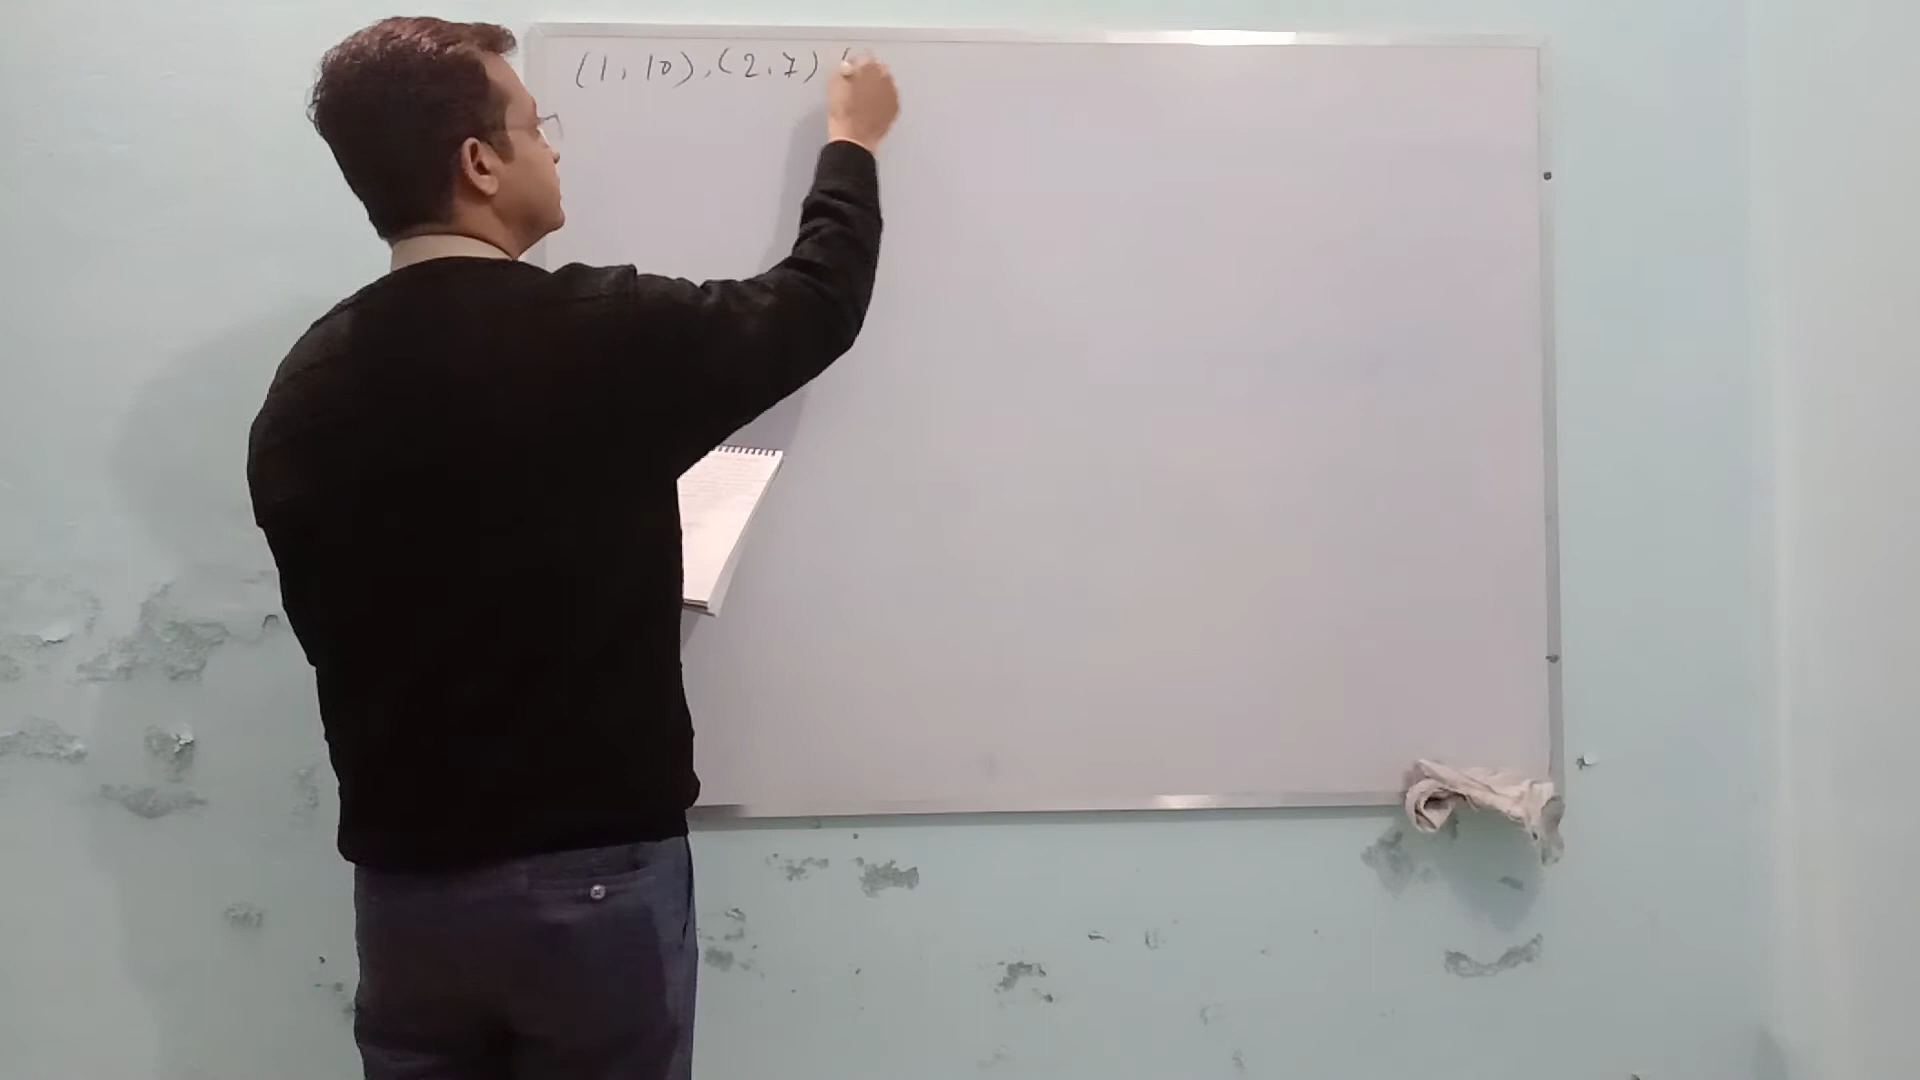 (1, 10), (2, 7) (